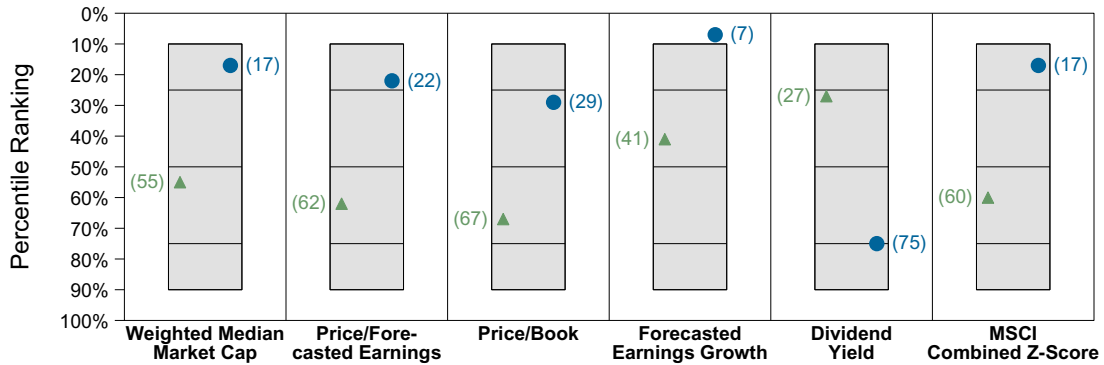 Percentile Ranking
0%
10%
20%
30%
40%
50%
60%
70%
80%
90%
100%
(17)
(55)
(22)
(62)
(29)
(67)
(7)
(41)
(27)
(75)
(17)
(60)
Weighted Median
Market Cap
Price/Fore-
casted Earnings
Price/Book
Forecasted
Earnings Growth
Dividend
Yield
MSCI
Combined Z-Score